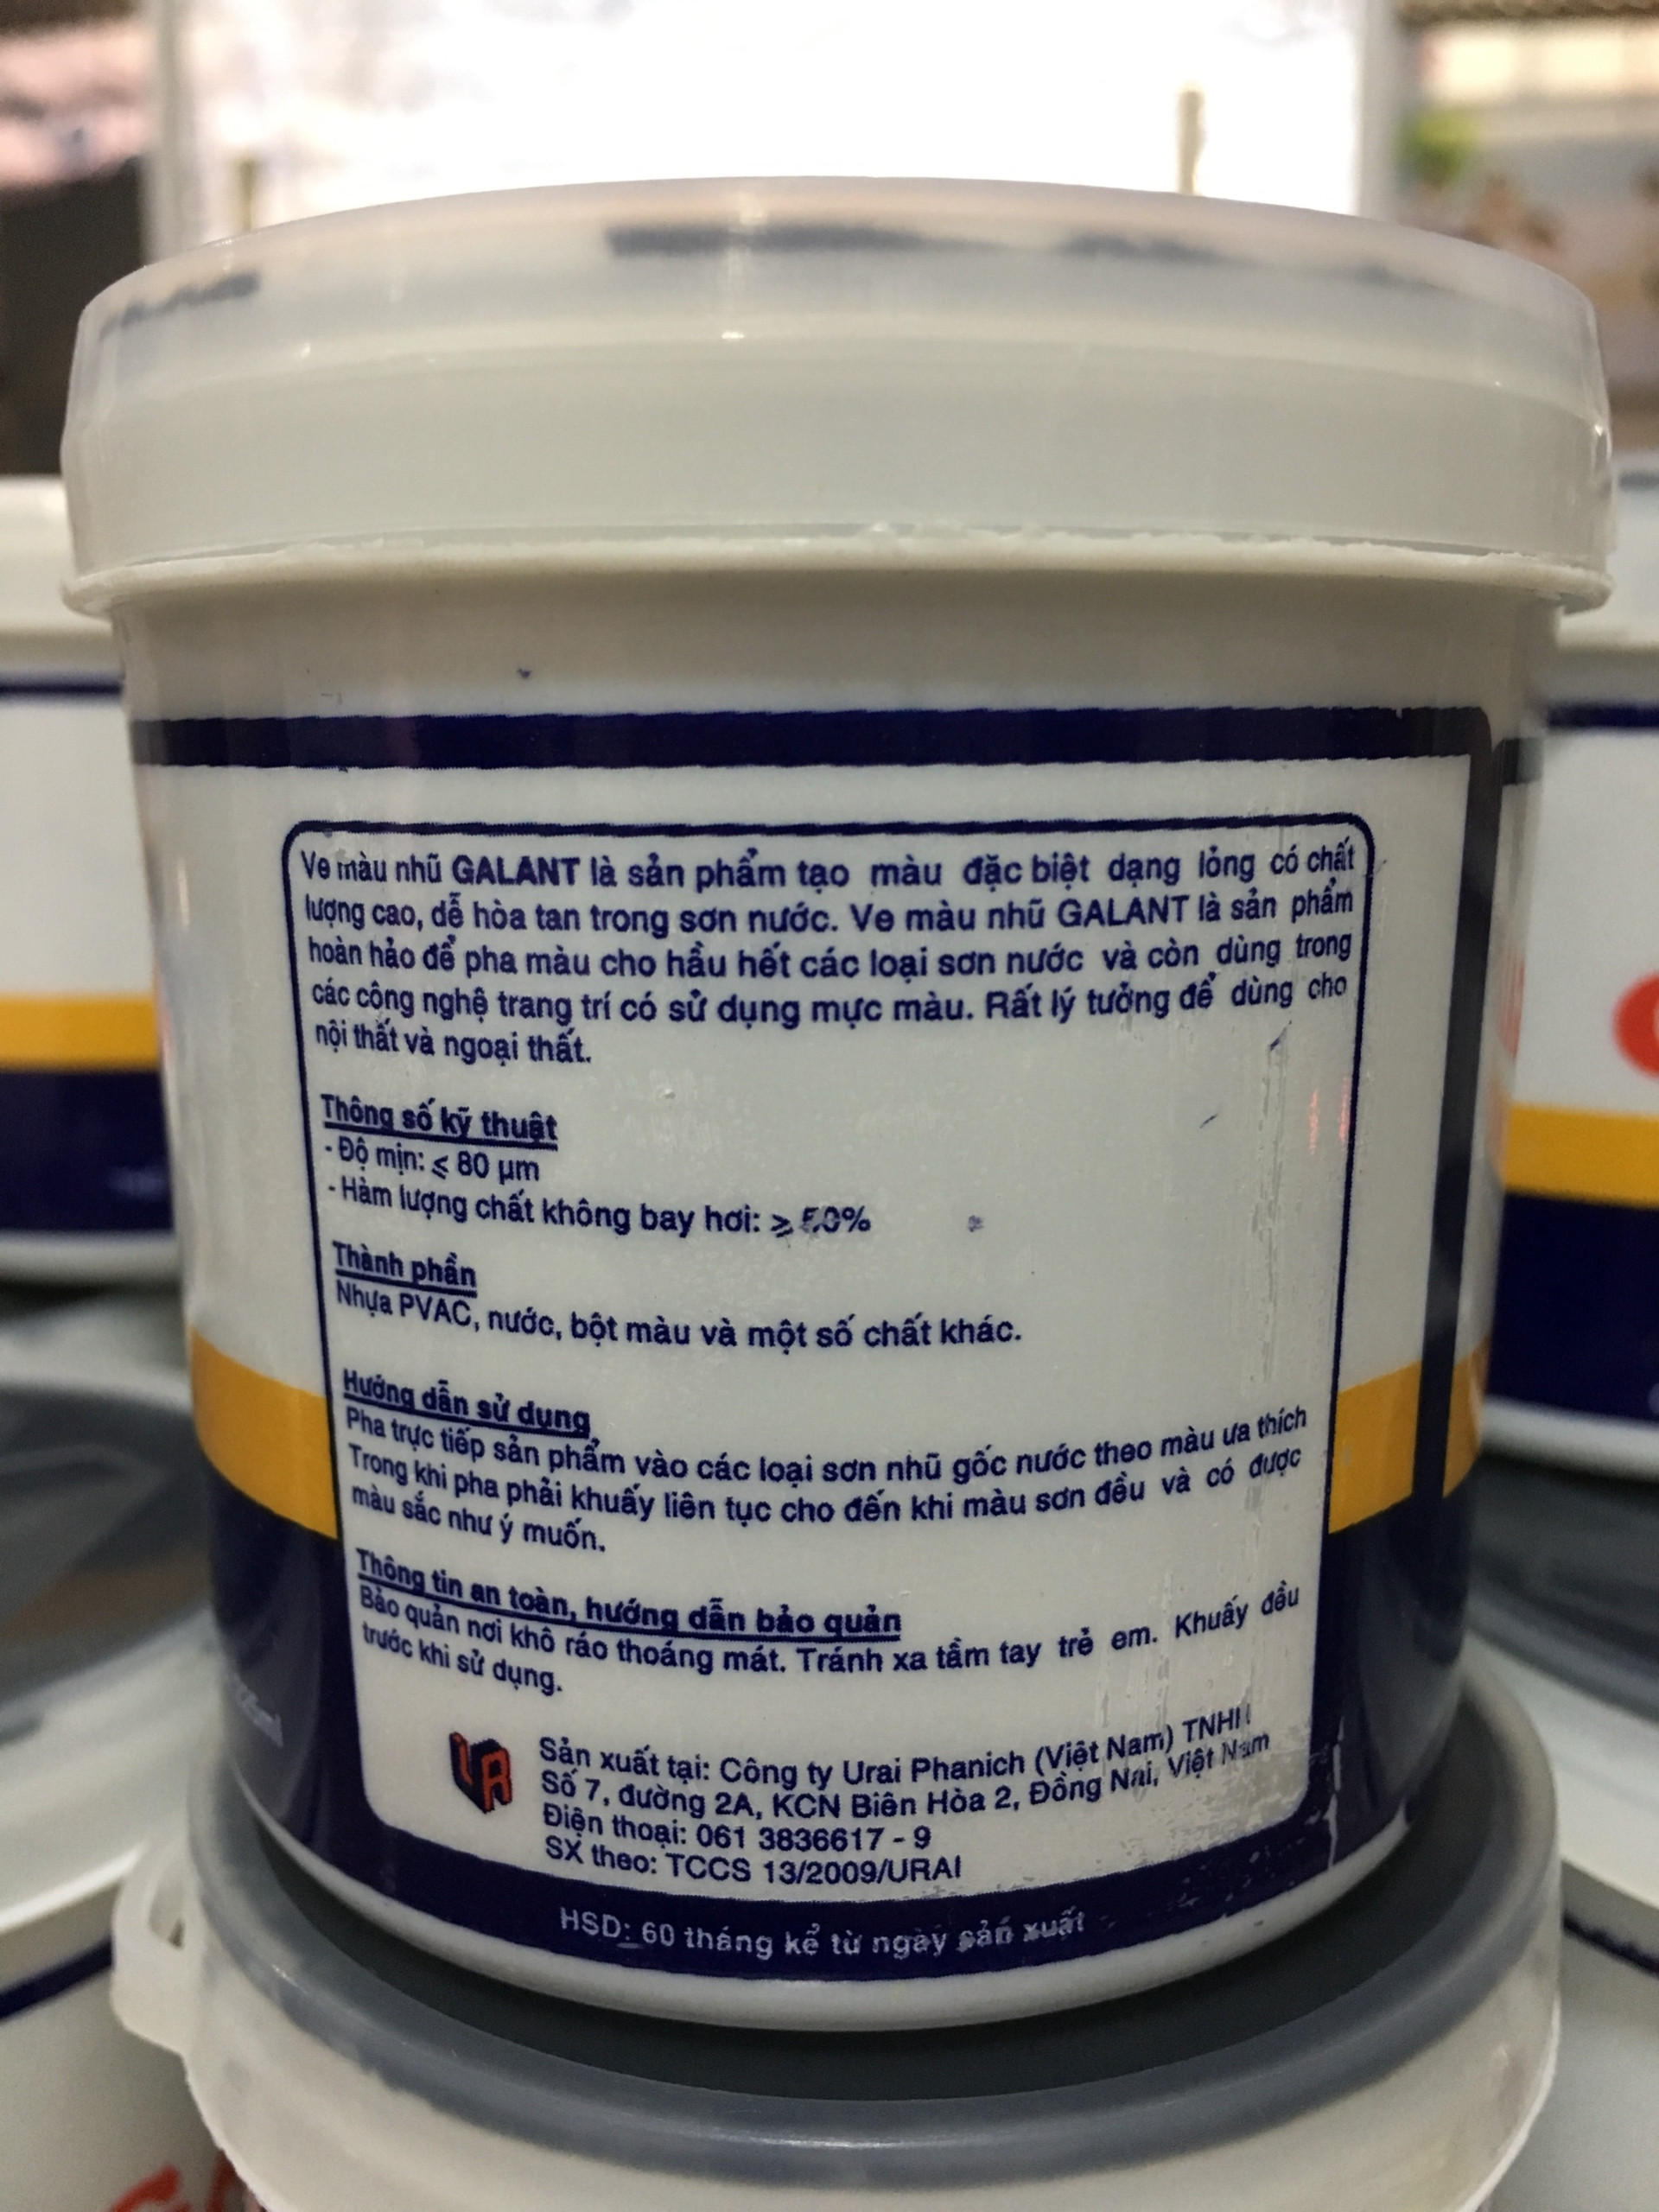 Ve màu nhũ GALANT là sản phẩm tạo màu đặc biệt dạng lỏng có chất
lượng cao, dễ hòa tan trong sơn nước. Ve màu nhũ GALANT là sản phẩm
hoàn hảo để pha màu cho hầu hết các loại sơn nước và còn dùng trong
các công nghệ trang trí có sử dụng mực màu. Rất lý tưởng để dùng cho
nội thất và ngoại thất.
Thông số kỹ thuật
- Độ mịn: ⩽ 80 µm
- Hàm lượng chất không bay hơi: ⩾ 50%
Thành phần
Nhựa PVAC, nước, bột màu và một số chất khác.
Hướng dẫn sử dụng
Pha trực tiếp sản phẩm vào các loại sơn nhũ gốc nước theo màu ưa thích
Trong khi pha phải khuấy liên tục cho đến khi màu sơn đều và có được
màu sắc như ý muốn.
Thông tin an toàn, hướng dẫn bảo quản
Bảo quản nơi khô ráo thoáng mát. Tránh xa tầm tay trẻ em. Khuấy đều
trước khi sử dụng.
Sản xuất tại: Công ty Urai Phanich (Việt Nam) TNHH
Số 7, đường 2A, KCN Biên Hòa 2, Đồng Nai, Việt Nam
Điện thoại: 061 3836617 - 9
SX theo: TCCS 13/2009/URAI
HSD: 60 tháng kể từ ngày sản xuất